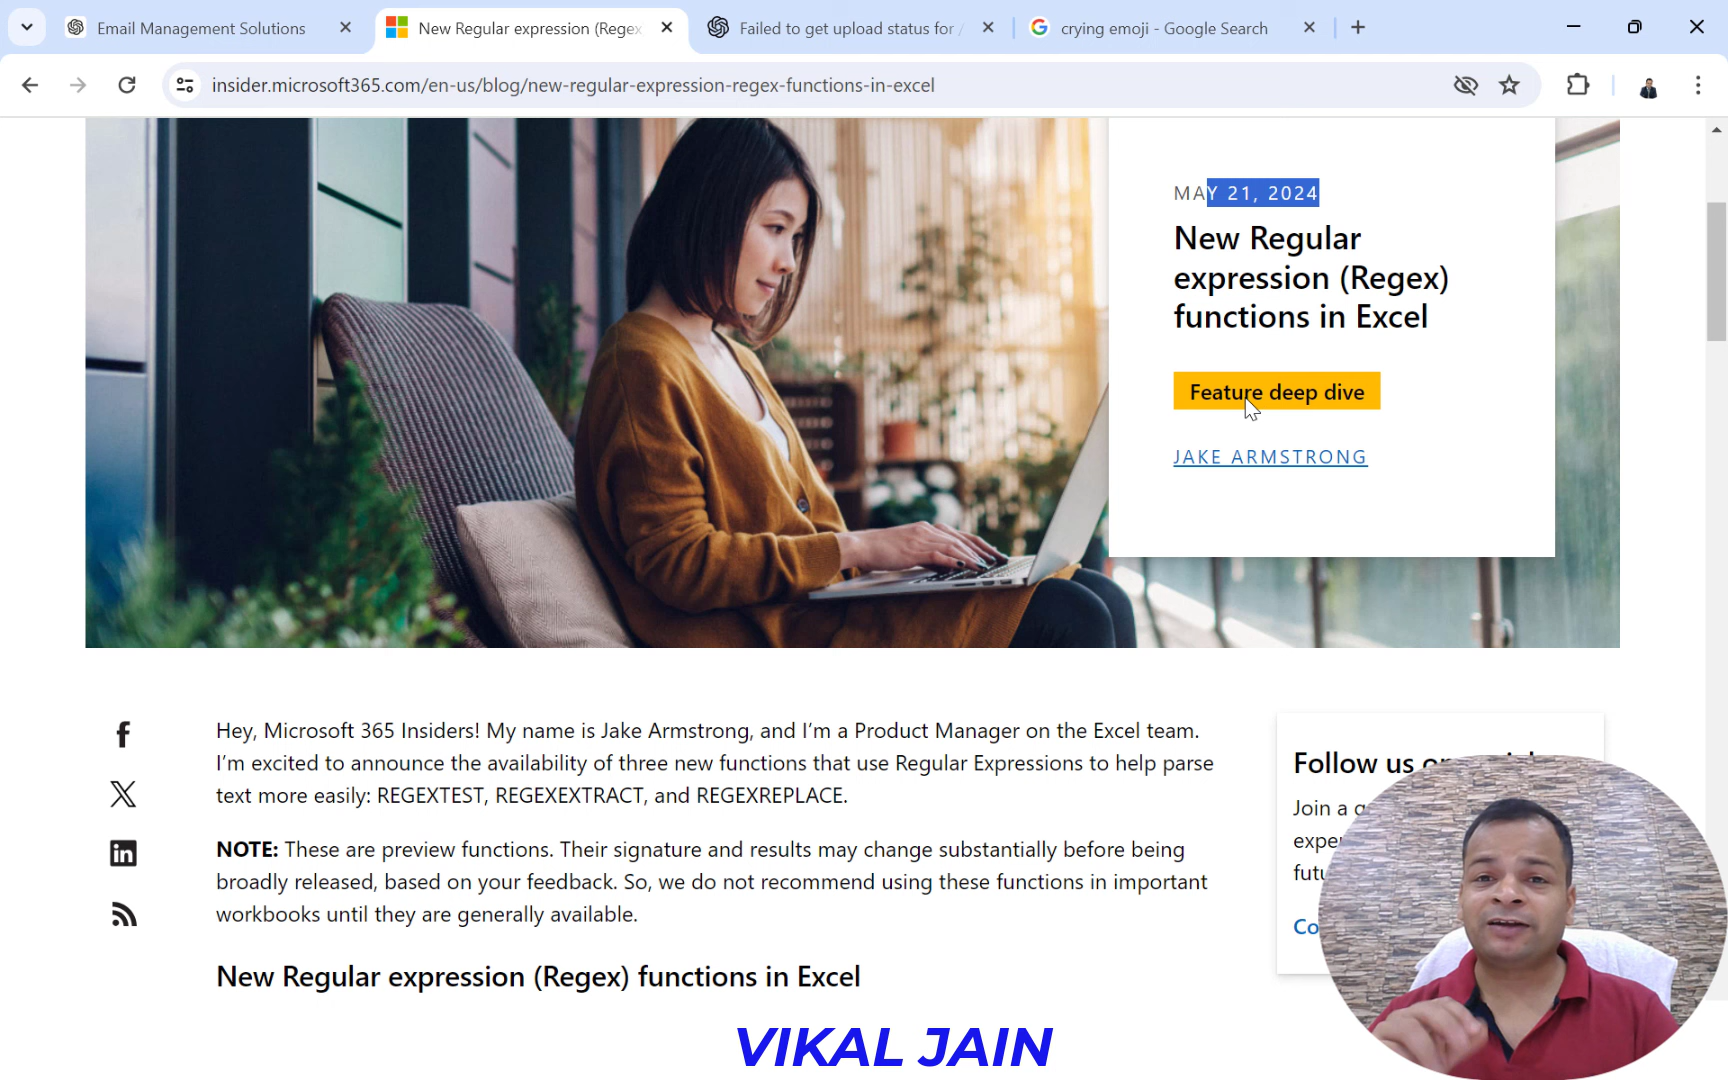 Email Management Solutions
New Regular expression (Regex
Failed to get upload status for /
crying emoji - Google Search
insider.microsoft365.com/en-us/blog/new-regular-expression-regex-functions-in-excel
MAY 21, 2024
New Regular
expression (Regex)
functions in Excel
Feature deep dive
JAKE ARMSTRONG
Hey, Microsoft 365 Insiders! My name is Jake Armstrong, and I’m a Product Manager on the Excel team.
I’m excited to announce the availability of three new functions that use Regular Expressions to help parse
text more easily: REGEXTEST, REGEXEXTRACT, and REGEXREPLACE.
NOTE: These are preview functions. Their signature and results may change substantially before being
broadly released, based on your feedback. So, we do not recommend using these functions in important
workbooks until they are generally available.
New Regular expression (Regex) functions in Excel
Follow us on
Join a
VIKAL JAIN